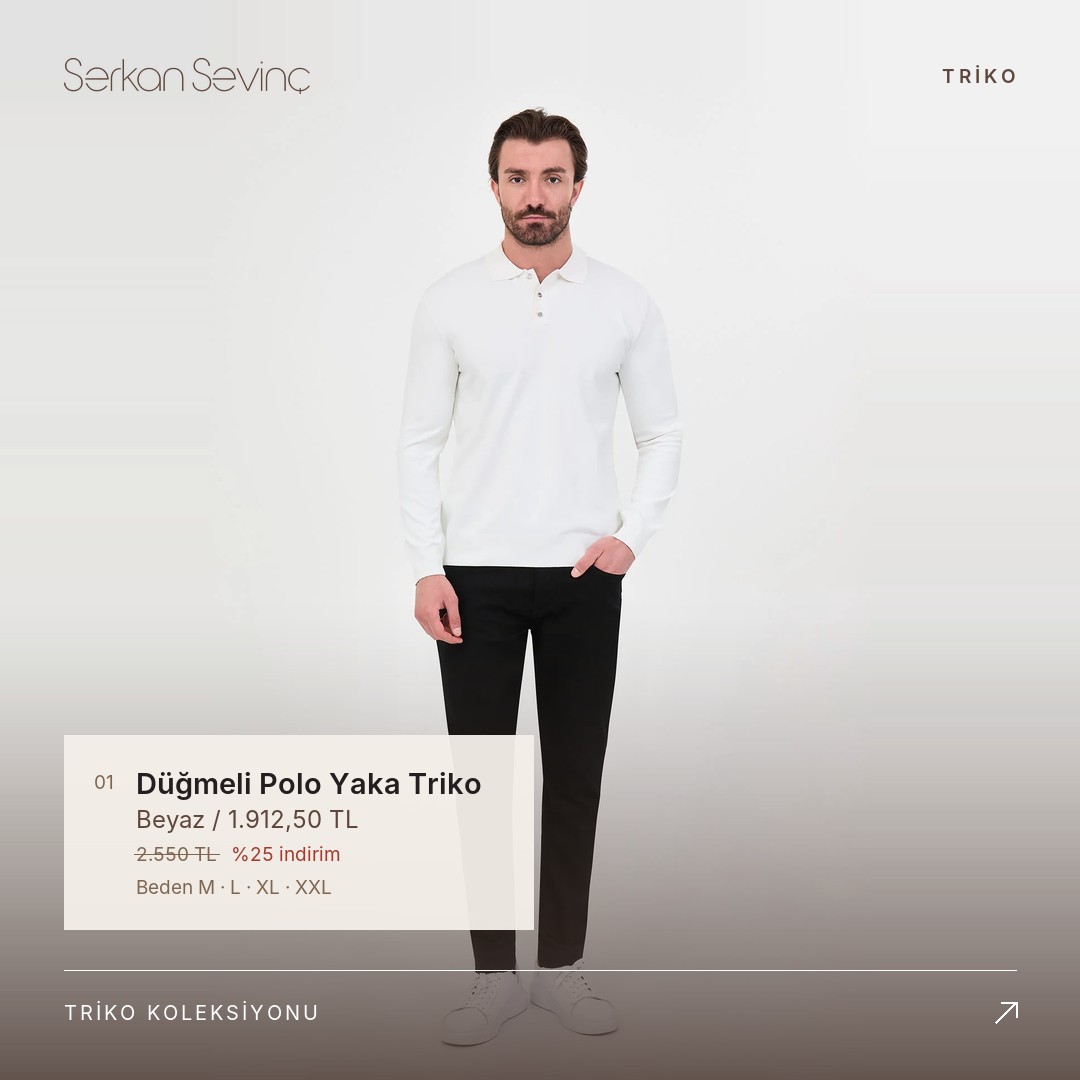 Serkan Sevinç
TRİKO
01
Düğmeli Polo Yaka Triko
Beyaz / 1.912,50 TL
2.550 TL %25 indirim
Beden M · L · XL · XXL
TRİKO KOLEKSİYONU